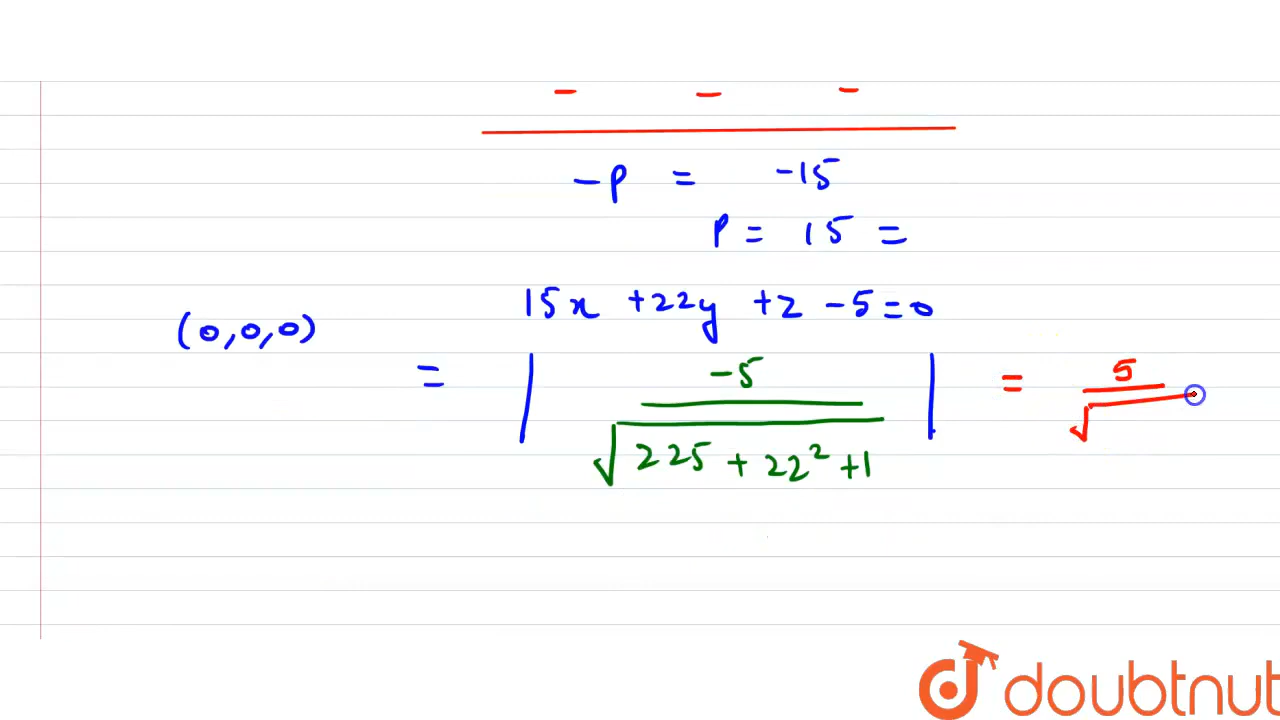 - - -
-p = -15
p = 15 =
15x + 22y + z - 5 = 0
(0,0,0)
= | -5 / √(225 + 22² + 1) | = 5 / √
doubtnut